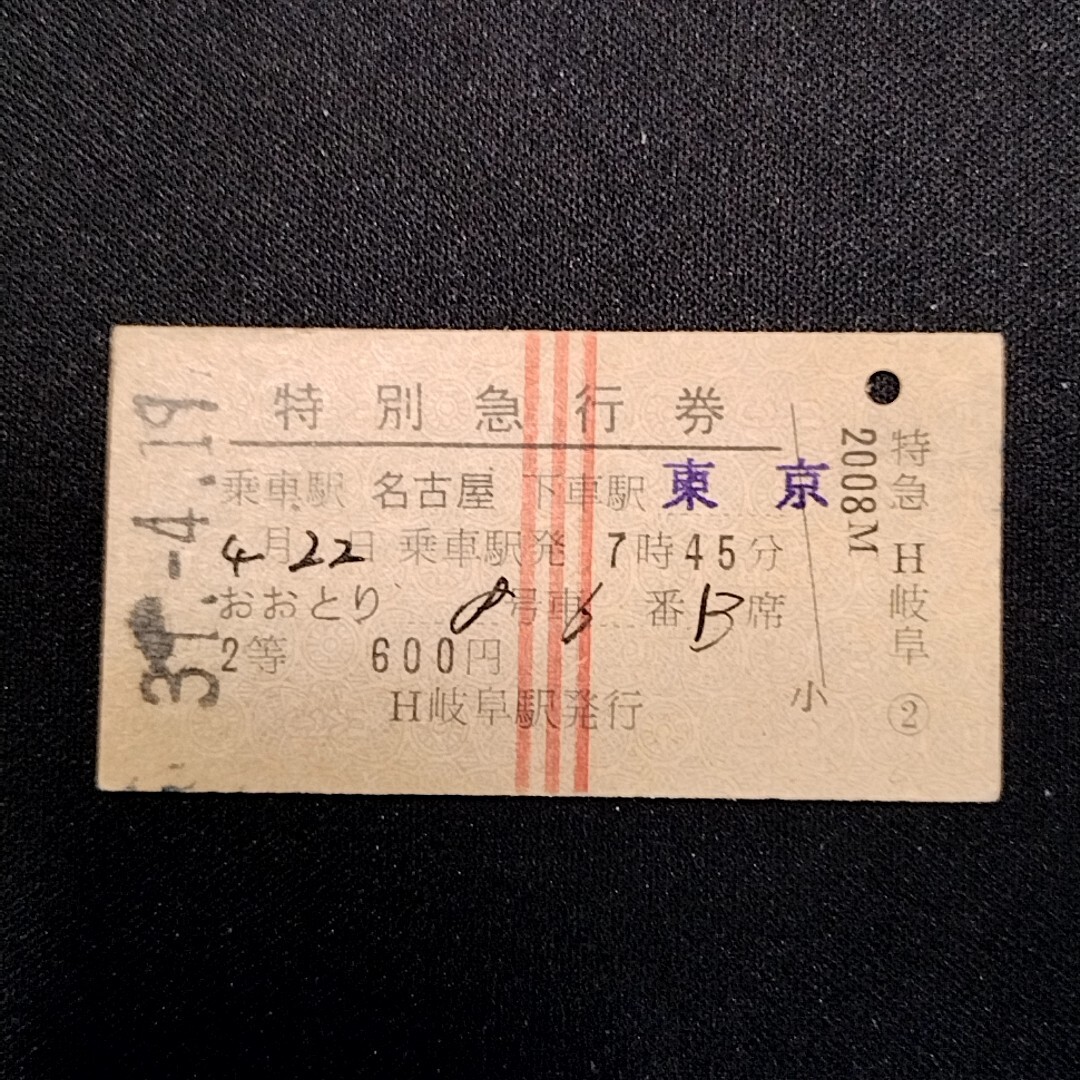 特別急行券
乗車駅 名古屋 下車駅 東京
4月22日 乗車駅発 7時45分
おおとり 8号車 6番 B席
2等 600円
H岐阜駅発行
小
特急 H岐阜 ②
2008M
-4.19